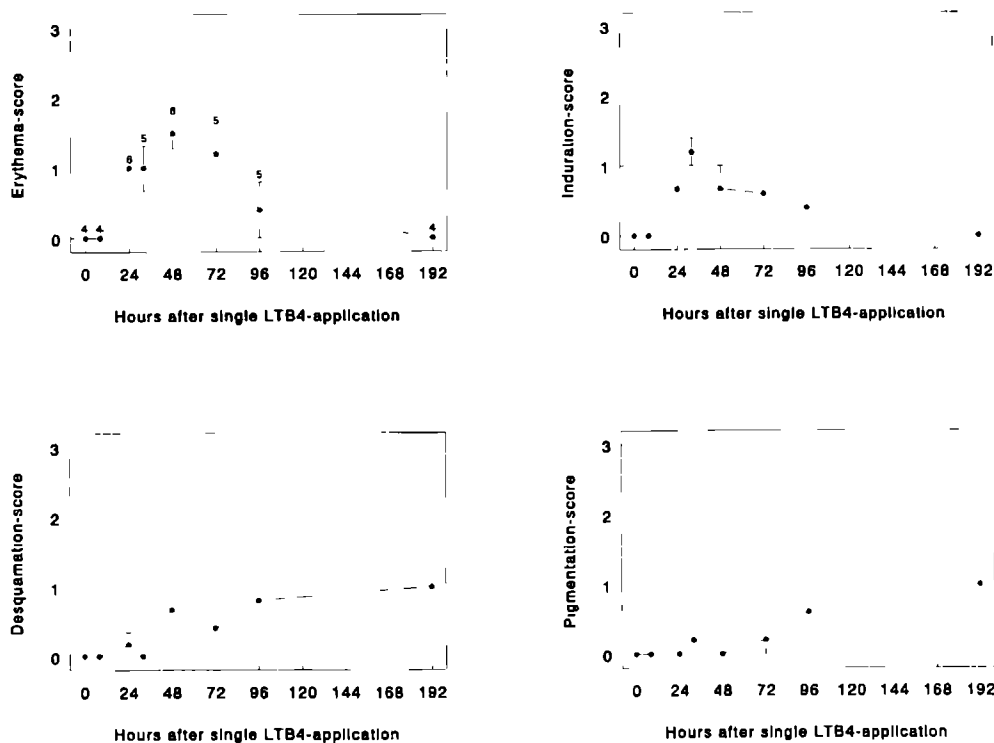 Erythema-score
3
2
1
0
4 4 6 5 6 5 5 4
0 24 48 72 96 120 144 168 192
Hours after single LTB4-application
Induration-score
3
2
1
0
0 24 48 72 96 120 144 168 192
Hours after single LTB4-application
Desquamation-score
3
2
1
0
0 24 48 72 96 120 144 168 192
Hours after single LTB4-application
Pigmentation-score
3
2
1
0
0 24 48 72 96 120 144 168 192
Hours after single LTB4-application